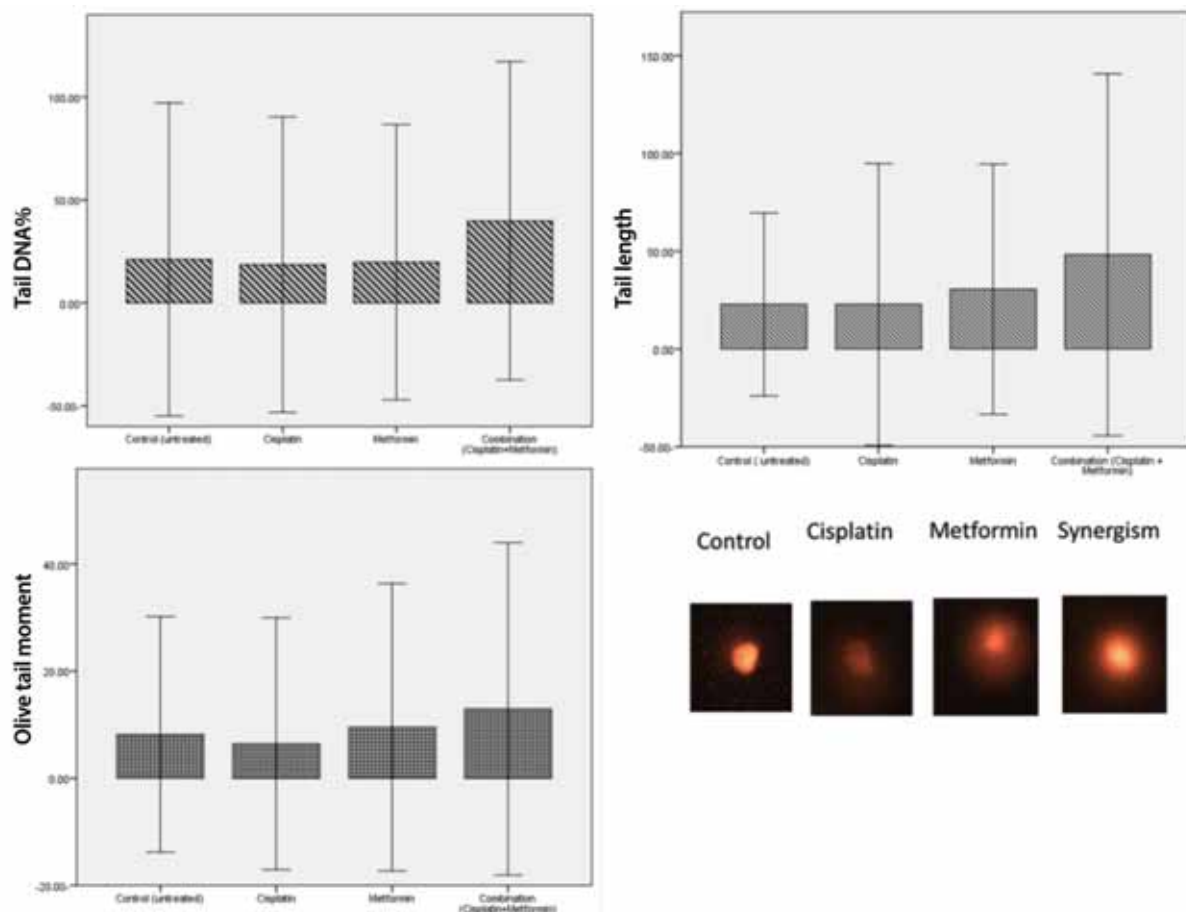 Tail DNA%
100.00
50.00
0.00
-50.00
Control (untreated)
Cisplatin
Metformin
Combination
(Cisplatin+Metformin)
Tail length
150.00
100.00
50.00
0.00
-50.00
Control ( untreated)
Cisplatin
Metformin
Combination (Cisplatin +
Metformin)
Olive tail moment
40.00
20.00
0.00
-20.00
Control (untreated)
Cisplatin
Metformin
Combination
(Cisplatin+Metformin)
Control
Cisplatin
Metformin
Synergism